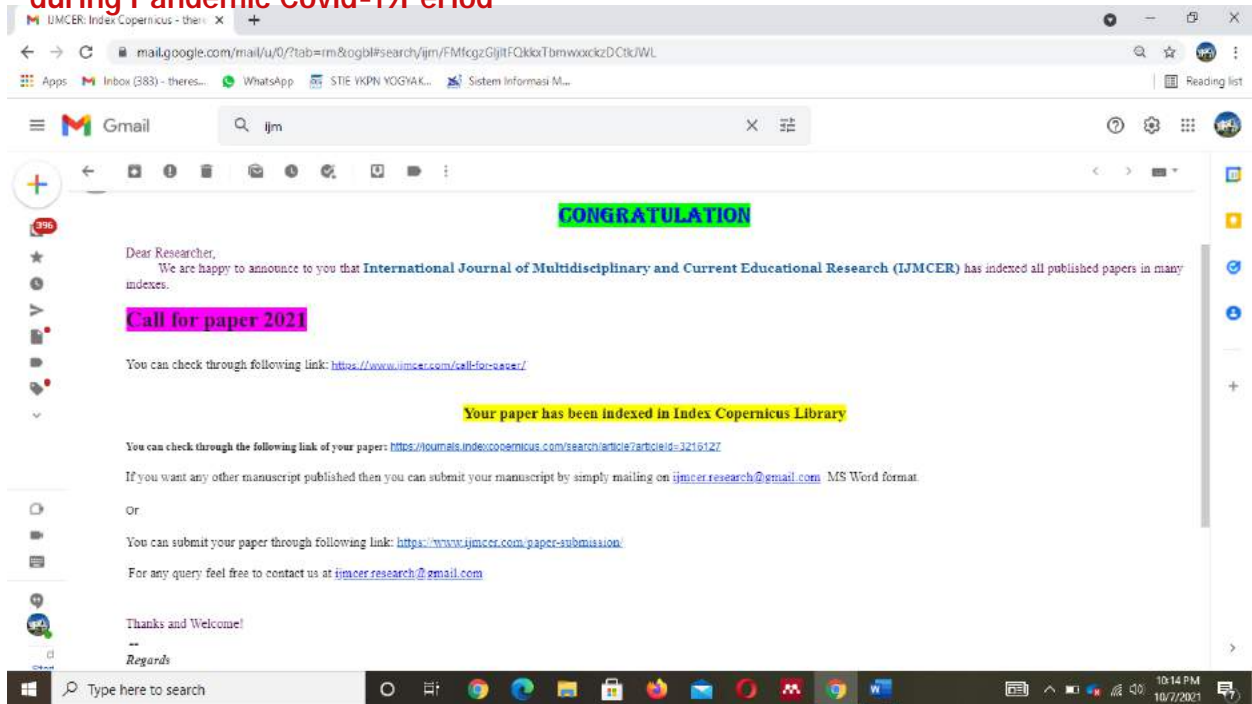 during Pandemic Covid-19Period
IJMCER: Index Copernicus - ther
mail.google.com/mail/u/0/?tab=rm&ogbl#search/ijm/
Apps Inbox (383) - theres... WhatsApp STIE YKPN YOGYAK... Sistem Informasi M... Reading list
Gmail ijm
396
CONGRATULATION
Dear Researcher,
We are happy to announce to you that International Journal of Multidisciplinary and Current Educational Research (IJMCER) has indexed all published papers in many
indexes.
Call for paper 2021
You can check through following link: https://www.ijmcer.com/call-for-paper/
Your paper has been indexed in Index Copernicus Library
You can check through the following link of your paper: https://journals.indexcopernicus.com/search/article?articleId=3216127
If you want any other manuscript published then you can submit your manuscript by simply mailing on ijmcer.research@gmail.com MS Word format.
Or
You can submit your paper through following link: https://www.ijmcer.com/paper-submission/
For any query feel free to contact us at ijmcer.research@gmail.com
Thanks and Welcome!
--
Regards
Type here to search
10:14 PM
10/7/2021